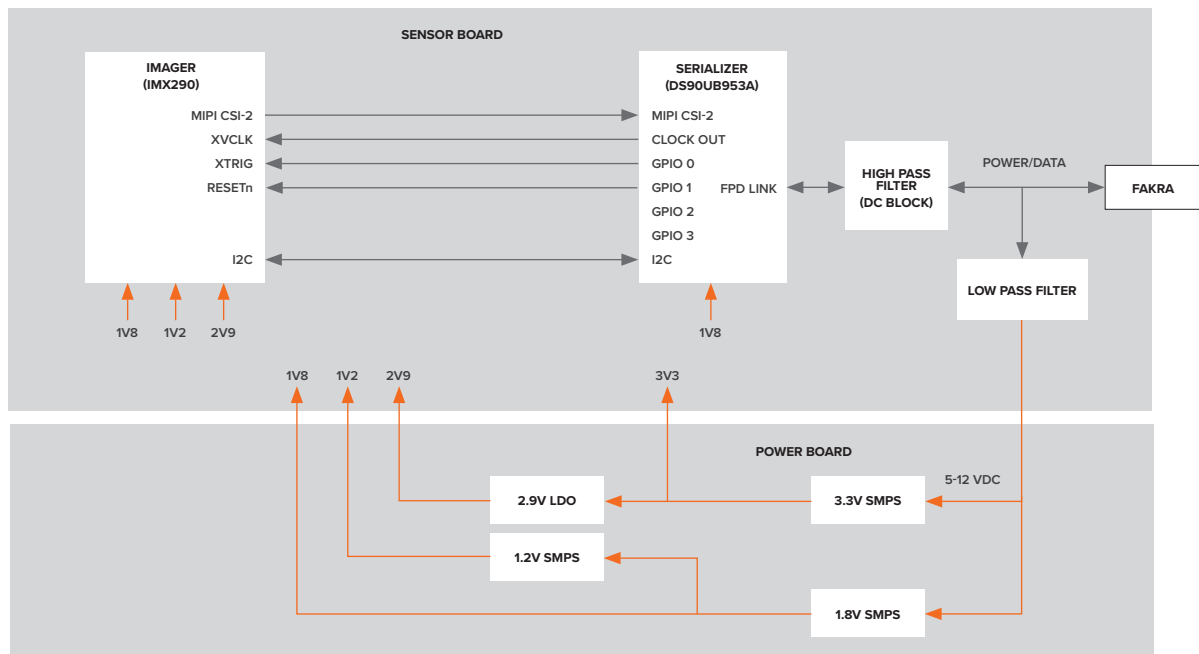 SENSOR BOARD
IMAGER
(IMX290)
MIPI CSI-2
XVCLK
XTRIG
RESETn
I2C
1V8
1V2
2V9
SERIALIZER
(DS90UB953A)
MIPI CSI-2
CLOCK OUT
GPIO 0
GPIO 1
FPD LINK
GPIO 2
GPIO 3
I2C
1V8
HIGH PASS
FILTER
(DC BLOCK)
POWER/DATA
FAKRA
LOW PASS FILTER
1V8
1V2
2V9
3V3
POWER BOARD
5-12 VDC
2.9V LDO
3.3V SMPS
1.2V SMPS
1.8V SMPS